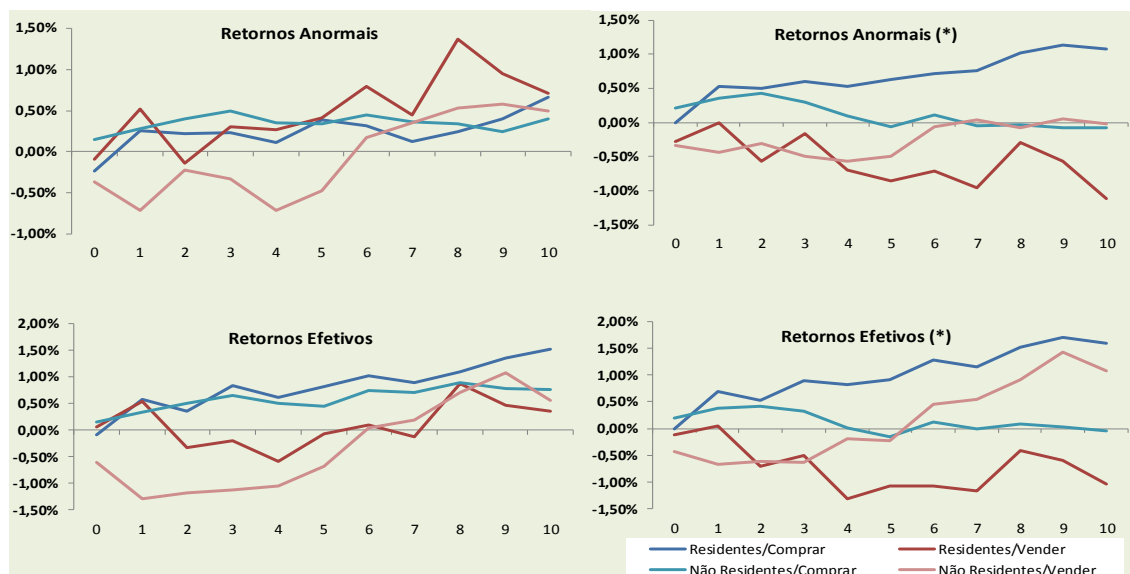 Retornos Anormais
1,50%
1,00%
0,50%
0,00%
-0,50%
-1,00%
0 1 2 3 4 5 6 7 8 9 10
Retornos Anormais (*)
1,50%
1,00%
0,50%
0,00%
-0,50%
-1,00%
-1,50%
0 1 2 3 4 5 6 7 8 9 10
Retornos Efetivos
2,00%
1,50%
1,00%
0,50%
0,00%
-0,50%
-1,00%
-1,50%
0 1 2 3 4 5 6 7 8 9 10
Retornos Efetivos (*)
2,00%
1,50%
1,00%
0,50%
0,00%
-0,50%
-1,00%
-1,50%
0 1 2 3 4 5 6 7 8 9 10
Residentes/Comprar Residentes/Vender
Não Residentes/Comprar Não Residentes/Vender